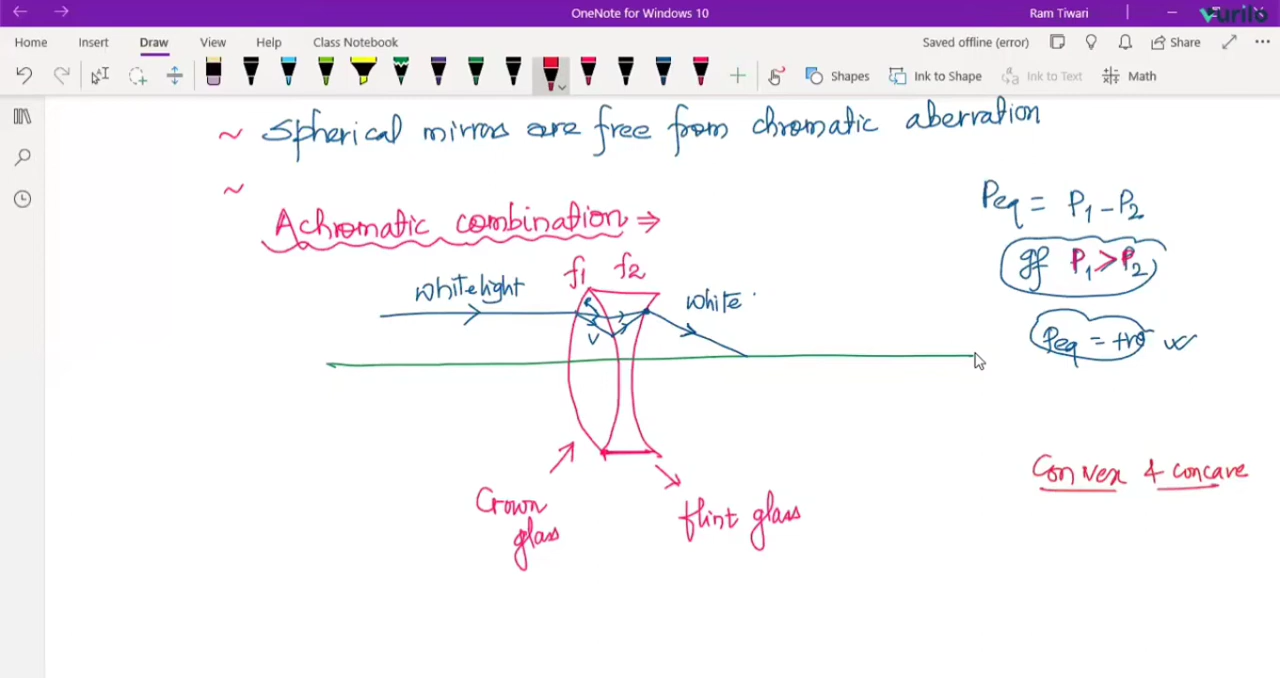 OneNote for Windows 10
Ram Tiwari
Vurilo
Home Insert Draw View Help Class Notebook
Saved offline (error) Share
Shapes Ink to Shape Ink to Text Math
~ Spherical mirrors are free from chromatic aberration
~
Achromatic combination ⇒
Peq = P1 - P2
If P1 > P2
Peq = +ve
f1 f2
white light
white
r
v
Crown
glass
flint glass
Convex & concave